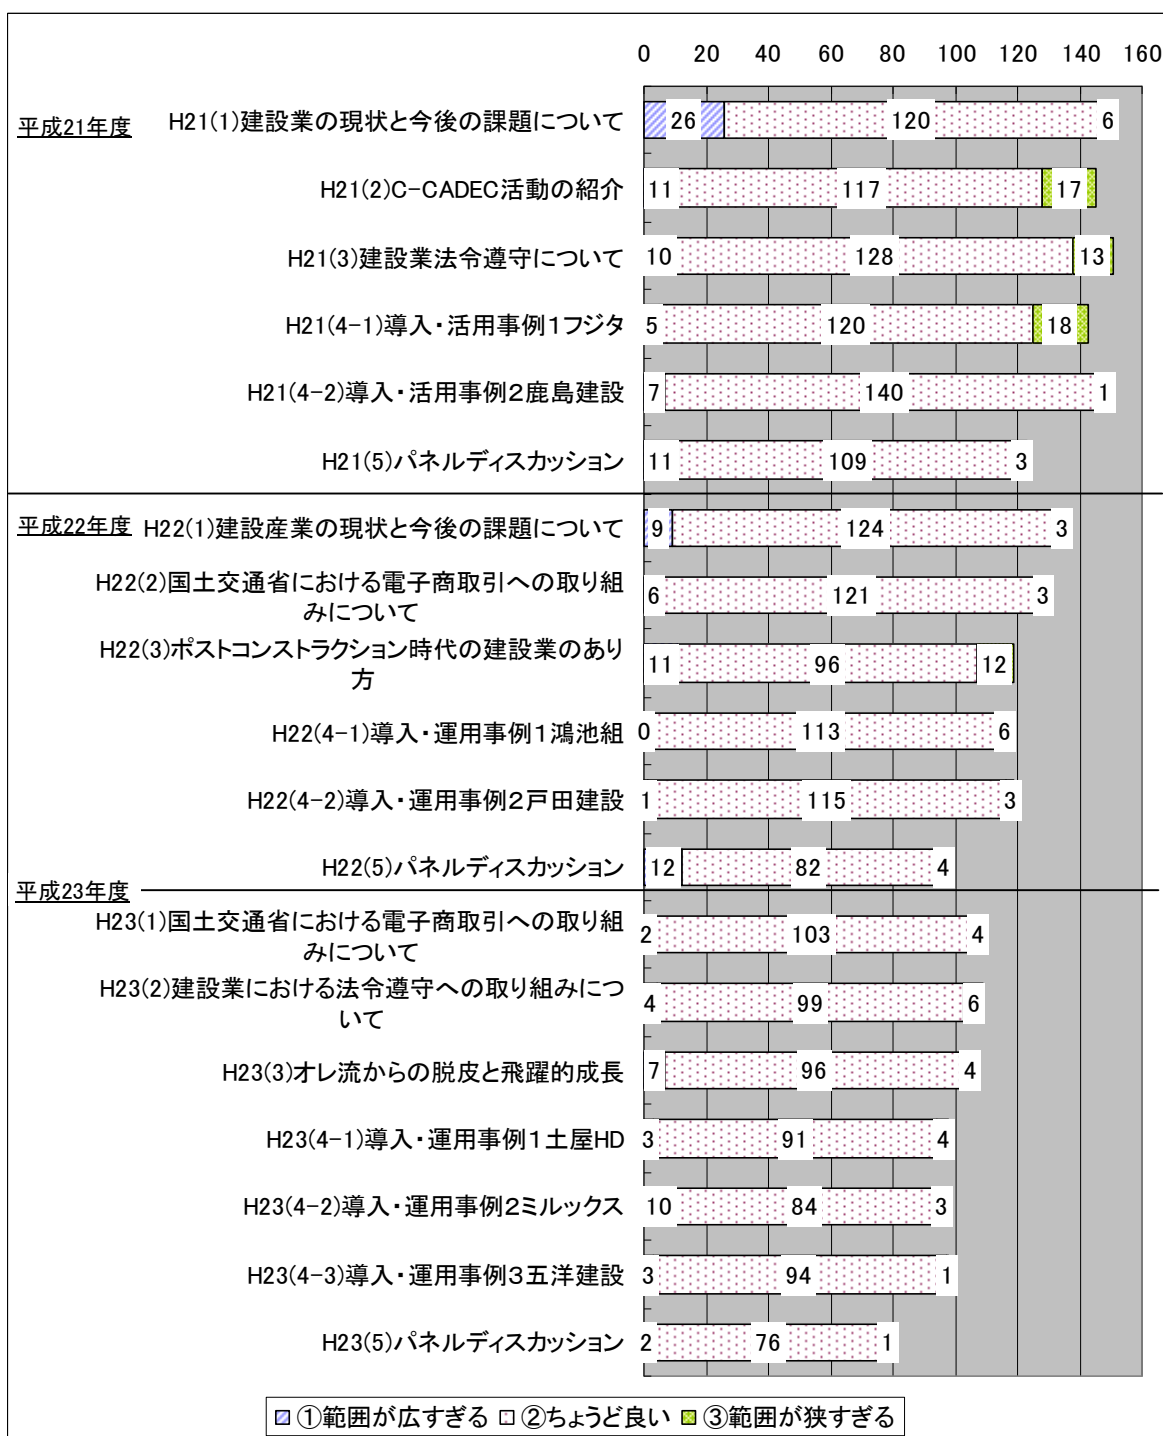 0 20 40 60 80 100 120 140 160
平成21年度
H21(1)建設業の現状と今後の課題について 26 120 6
H21(2)C-CADEC活動の紹介 11 117 17
H21(3)建設業法令遵守について 10 128 13
H21(4-1)導入・活用事例1フジタ 5 120 18
H21(4-2)導入・活用事例2鹿島建設 7 140 1
H21(5)パネルディスカッション 11 109 3
平成22年度
H22(1)建設産業の現状と今後の課題について 9 124 3
H22(2)国土交通省における電子商取引への取り組
みについて 6 121 3
H22(3)ポストコンストラクション時代の建設業のあり
方 11 96 12
H22(4-1)導入・運用事例1鴻池組 0 113 6
H22(4-2)導入・運用事例2戸田建設 1 115 3
H22(5)パネルディスカッション 12 82 4
平成23年度
H23(1)国土交通省における電子商取引への取り組
みについて 2 103 4
H23(2)建設業における法令遵守への取り組みにつ
いて 4 99 6
H23(3)オレ流からの脱皮と飛躍的成長 7 96 4
H23(4-1)導入・運用事例1土屋HD 3 91 4
H23(4-2)導入・運用事例2ミルックス 10 84 3
H23(4-3)導入・運用事例3五洋建設 3 94 1
H23(5)パネルディスカッション 2 76 1
①範囲が広すぎる ②ちょうど良い ③範囲が狭すぎる